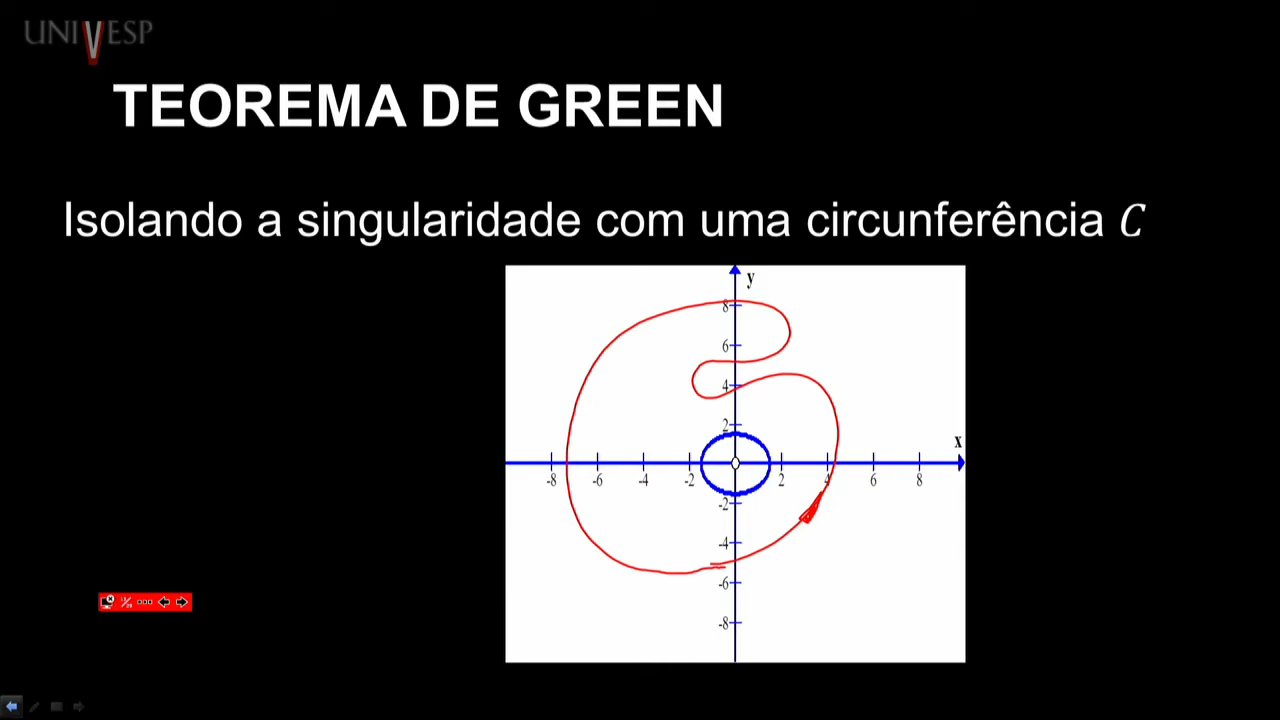 UNIVESP
TEOREMA DE GREEN
Isolando a singularidade com uma circunferência C
y
8
6
4
2
x
-8 -6 -4 -2 2 4 6 8
-2
-4
-6
-8